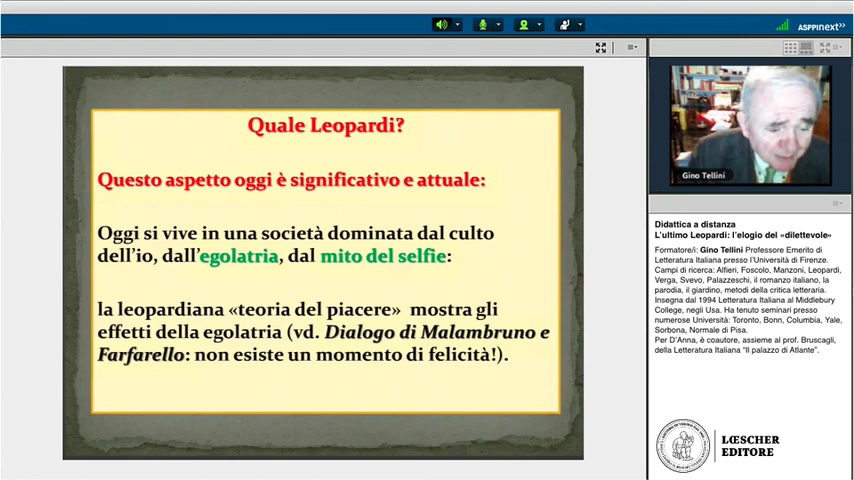 ASPPInext»
Quale Leopardi?
Questo aspetto oggi è significativo e attuale:
Oggi si vive in una società dominata dal culto
dell'io, dall'egolatria, dal mito del selfie:
la leopardiana «teoria del piacere» mostra gli
effetti della egolatria (vd. Dialogo di Malambruno e
Farfarello: non esiste un momento di felicità!).
Gino Tellini
Didattica a distanza
L'ultimo Leopardi: l'elogio del «dilettevole»
Formatore/i: Gino Tellini Professore Emerito di
Letteratura Italiana presso l'Università di Firenze.
Campi di ricerca: Alfieri, Foscolo, Manzoni, Leopardi,
Verga, Svevo, Palazzeschi, il romanzo italiano, la
parodia, il giardino, metodi della critica letteraria.
Insegna dal 1994 Letteratura Italiana al Middlebury
College, negli Usa. Ha tenuto seminari presso
numerose Università: Toronto, Bonn, Columbia, Yale,
Sorbona, Normale di Pisa.
Per D'Anna, è coautore, assieme al prof. Bruscagli,
della Letteratura Italiana "Il palazzo di Atlante".
LŒSCHER
EDITORE